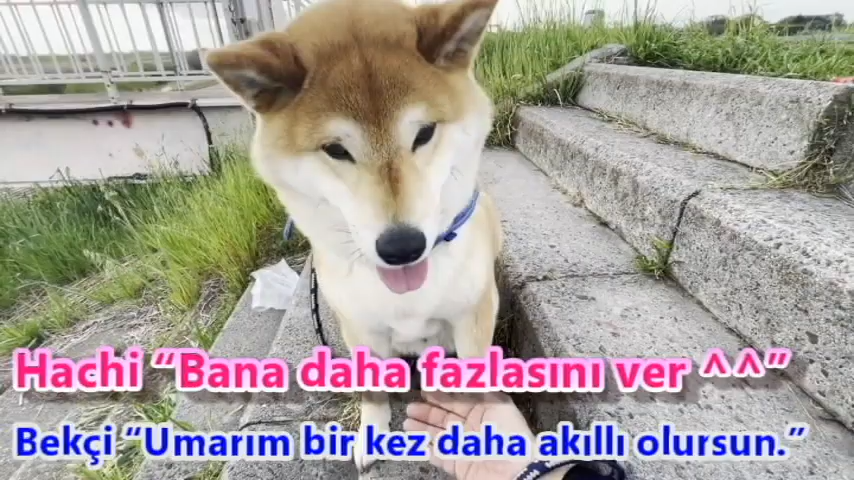 Hachi “Bana daha fazlasını ver ^^”
Bekçi “Umarım bir kez daha akıllı olursun.”